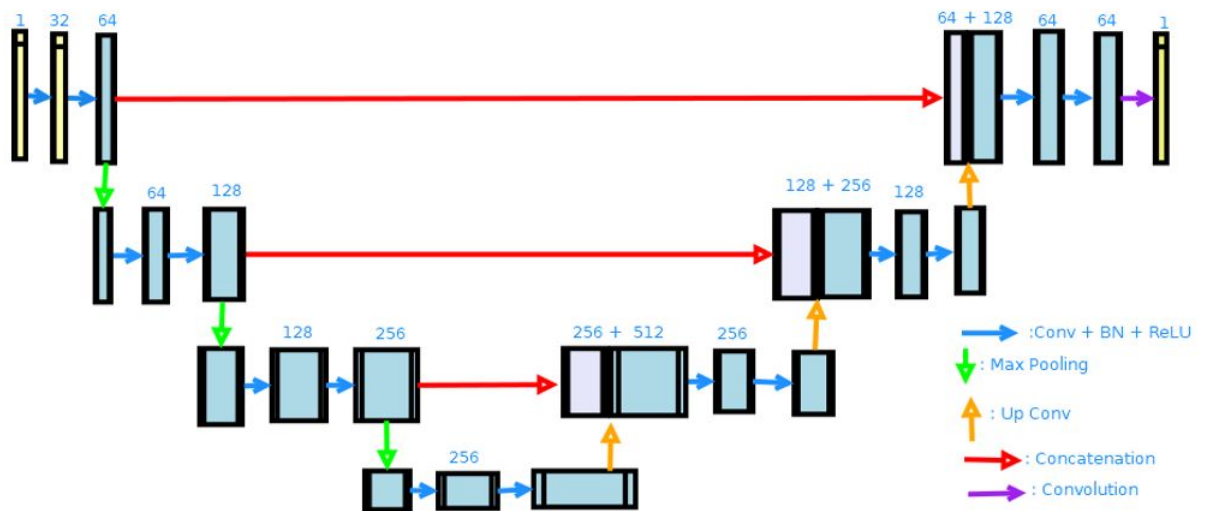 1 32 64 64 + 128 64 64 1
64 128 128 + 256 128
128 256 256 + 512 256
256
:Conv + BN + ReLU
: Max Pooling
: Up Conv
: Concatenation
: Convolution